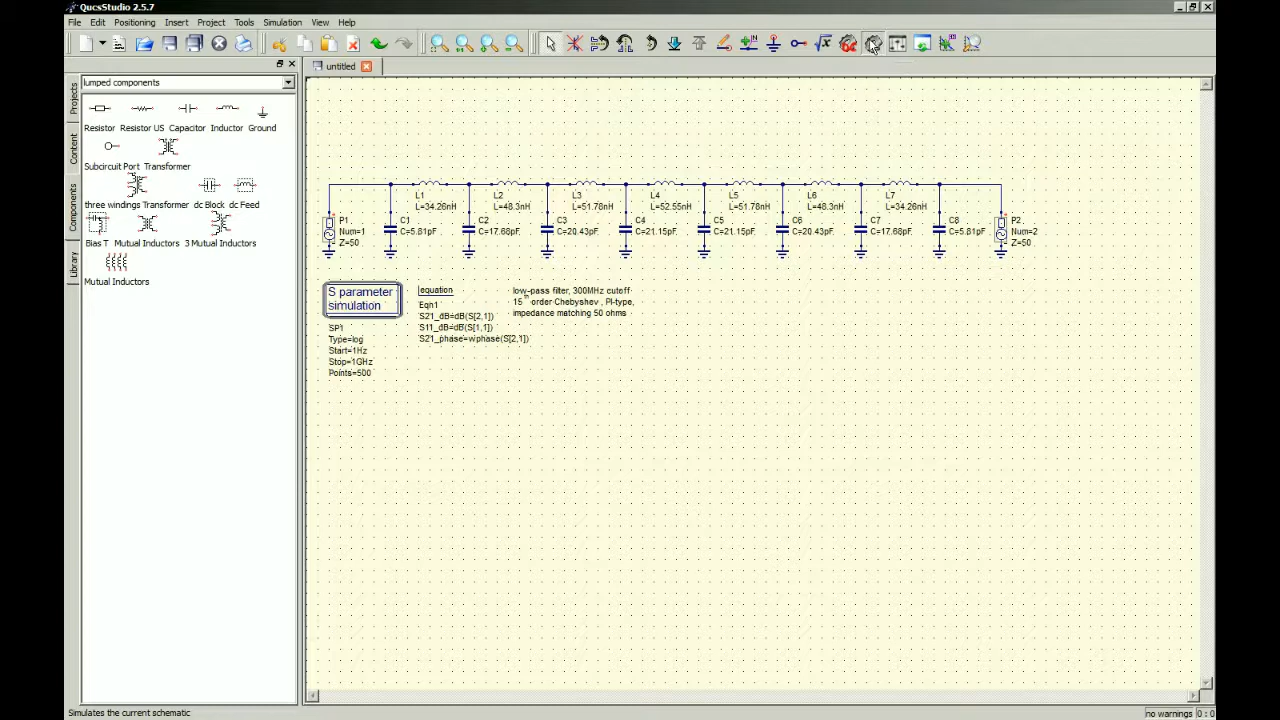 QucsStudio 2.5.7
File Edit Positioning Insert Project Tools Simulation View Help
untitled
lumped components
Projects
Content
Components
Library
Resistor Resistor US Capacitor Inductor Ground
Subcircuit Port Transformer
three windings Transformer dc Block dc Feed
Bias T Mutual Inductors 3 Mutual Inductors
Mutual Inductors
L1 L2 L3 L4 L5 L6 L7
L=34.26nH L=48.3nH L=51.78nH L=52.55nH L=51.78nH L=48.3nH L=34.26nH
P1 C1 C2 C3 C4 C5 C6 C7 C8 P2
Num=1 C=5.81pF C=17.68pF C=20.43pF C=21.15pF C=21.15pF C=20.43pF C=17.68pF C=5.81pF Num=2
Z=50 Z=50
S parameter
simulation
SP1
Type=log
Start=1Hz
Stop=1GHz
Points=500
equation
Eqn1
S21_dB=dB(S[2,1])
S11_dB=dB(S[1,1])
S21_phase=wphase(S[2,1])
low-pass filter, 300MHz cutoff
15th order Chebyshev , PI-type,
impedance matching 50 ohms
Simulates the current schematic
no warnings 0 : 0